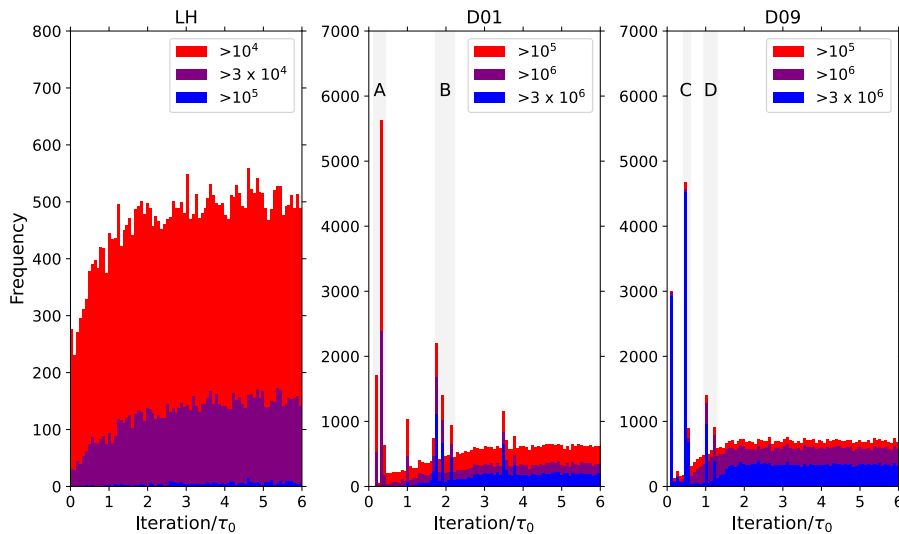 LH
D01
D09
>10⁴
>3 x 10⁴
>10⁵
>10⁵
>10⁶
>3 x 10⁶
>10⁵
>10⁶
>3 x 10⁶
A
B
C
D
Frequency
800
700
600
500
400
300
200
100
0
7000
6000
5000
4000
3000
2000
1000
0
7000
6000
5000
4000
3000
2000
1000
0
0 1 2 3 4 5 6
0 1 2 3 4 5 6
0 1 2 3 4 5 6
Iteration/τ₀
Iteration/τ₀
Iteration/τ₀